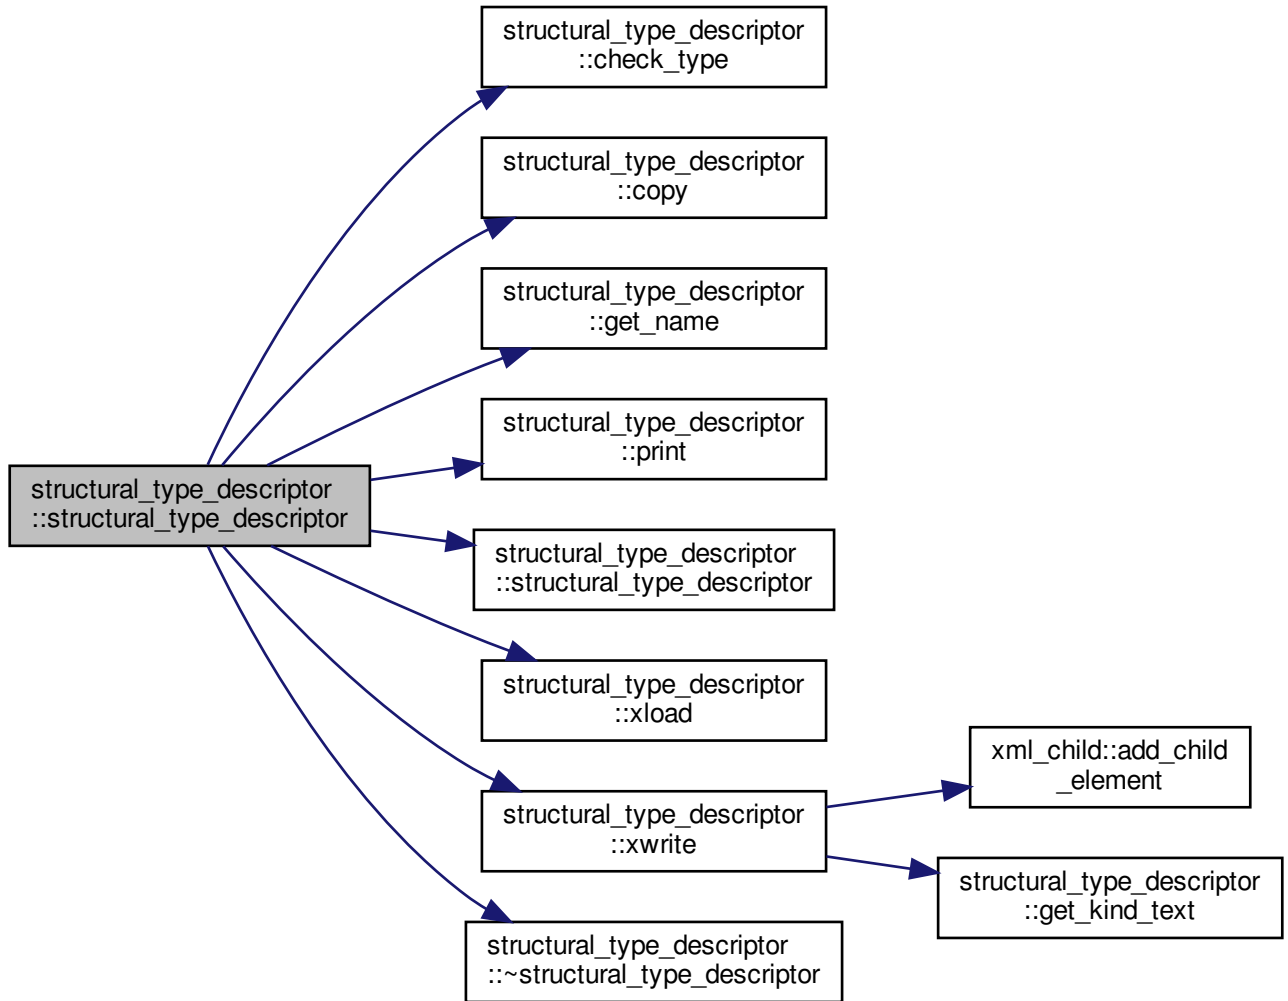 structural_type_descriptor
::check_type
structural_type_descriptor
::copy
structural_type_descriptor
::get_name
structural_type_descriptor
::print
structural_type_descriptor
::structural_type_descriptor
structural_type_descriptor
::structural_type_descriptor
structural_type_descriptor
::xload
structural_type_descriptor
::xwrite
xml_child::add_child
_element
structural_type_descriptor
::get_kind_text
structural_type_descriptor
::~structural_type_descriptor